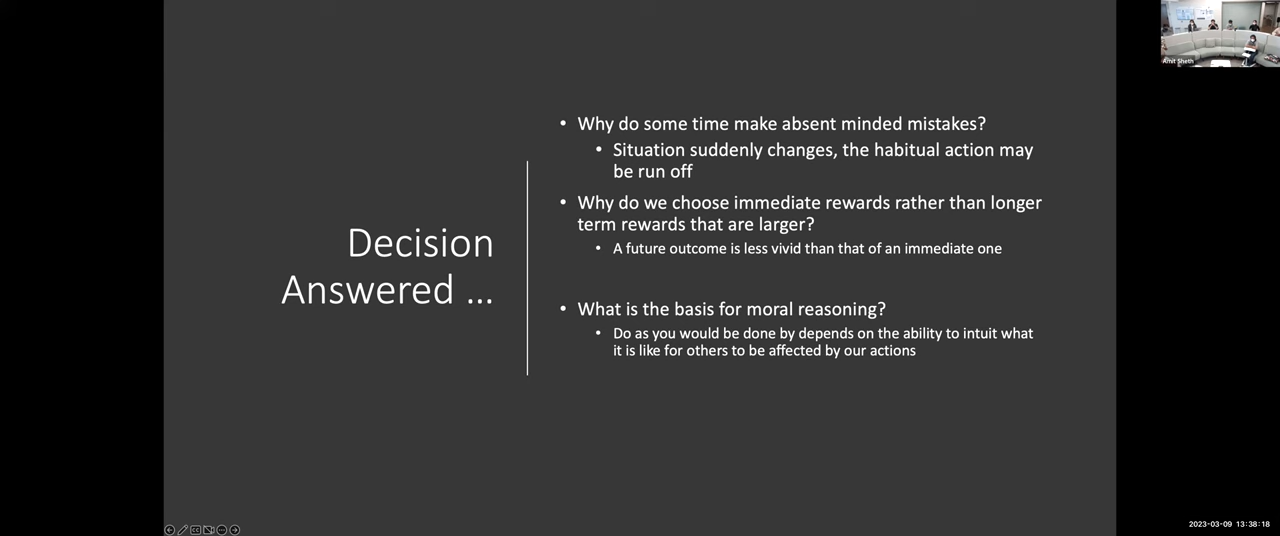 Decision
Answered ...
• Why do some time make absent minded mistakes?
• Situation suddenly changes, the habitual action may
be run off
• Why do we choose immediate rewards rather than longer
term rewards that are larger?
• A future outcome is less vivid than that of an immediate one
• What is the basis for moral reasoning?
• Do as you would be done by depends on the ability to intuit what
it is like for others to be affected by our actions
Amit Sheth
2023-03-09 13:38:18